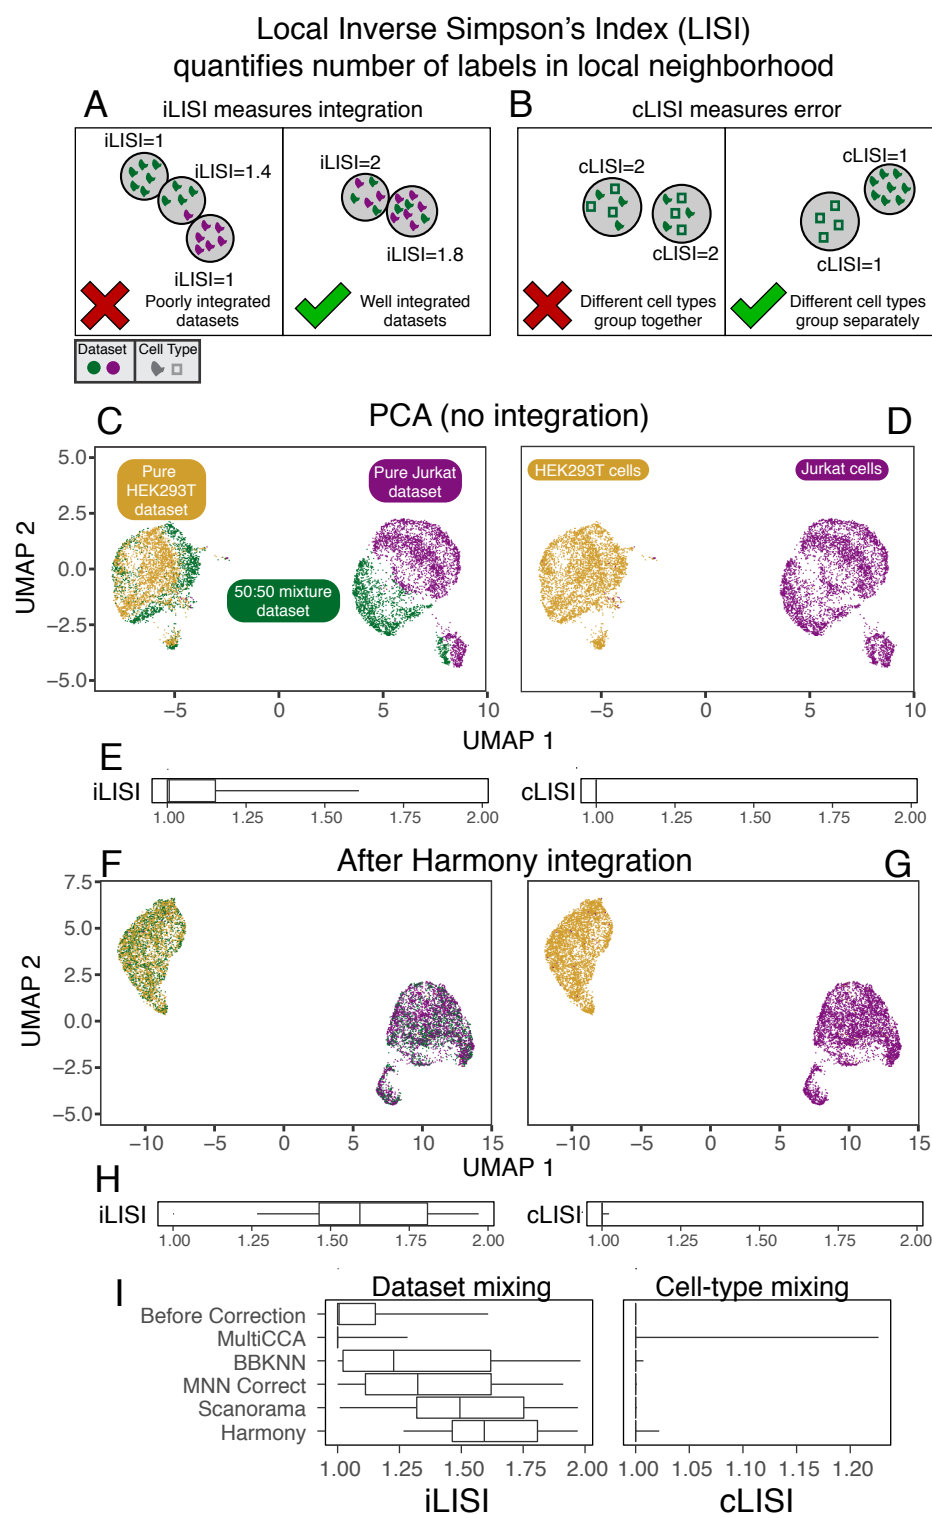 Local Inverse Simpson's Index (LISI)
quantifies number of labels in local neighborhood
A
iLISI measures integration
B
cLISI measures error
iLISI=1
iLISI=1.4
iLISI=1
Poorly integrated
datasets
iLISI=2
iLISI=1.8
Well integrated
datasets
cLISI=2
cLISI=2
Different cell types
group together
cLISI=1
cLISI=1
Different cell types
group separately
Dataset
Cell Type
C
PCA (no integration)
D
Pure
HEK293T
dataset
Pure Jurkat
dataset
50:50 mixture
dataset
HEK293T cells
Jurkat cells
UMAP 2
5.0
2.5
0.0
−2.5
−5.0
−5 0 5 10
−5 0 5 10
UMAP 1
E
iLISI
1.00 1.25 1.50 1.75 2.00
cLISI
1.00 1.25 1.50 1.75 2.00
F
After Harmony integration
G
UMAP 2
7.5
5.0
2.5
0.0
−2.5
−5.0
−10 −5 0 5 10 15
−10 −5 0 5 10 15
UMAP 1
H
iLISI
1.00 1.25 1.50 1.75 2.00
cLISI
1.00 1.25 1.50 1.75 2.00
I
Dataset mixing
Cell-type mixing
Before Correction
MultiCCA
BBKNN
MNN Correct
Scanorama
Harmony
1.00 1.25 1.50 1.75 2.00
1.00 1.05 1.10 1.15 1.20
iLISI
cLISI